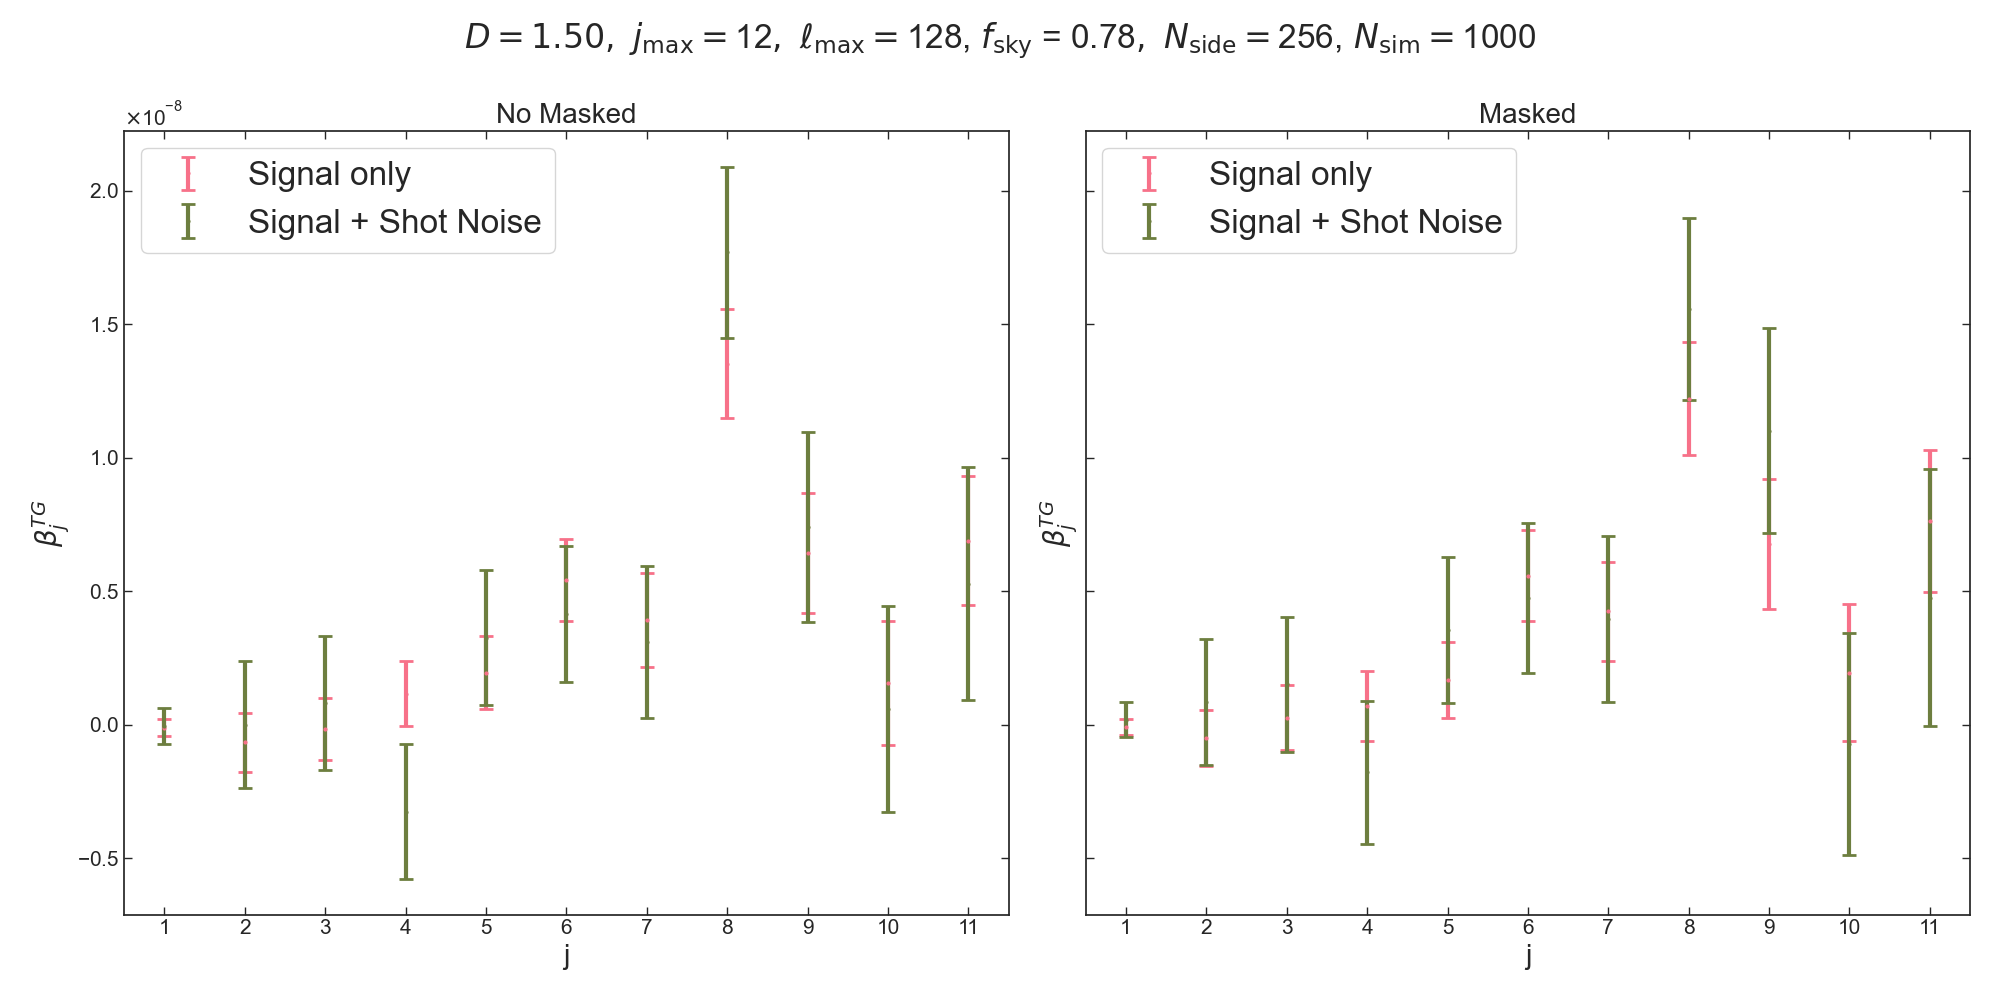 D = 1.50, j_max = 12, ℓ_max = 128, f_sky = 0.78, N_side = 256, N_sim = 1000
No Masked
×10⁻⁸
Signal only
Signal + Shot Noise
2.0
1.5
1.0
0.5
0.0
−0.5
β_j^TG
1 2 3 4 5 6 7 8 9 10 11
j
Masked
Signal only
Signal + Shot Noise
β_j^TG
1 2 3 4 5 6 7 8 9 10 11
j